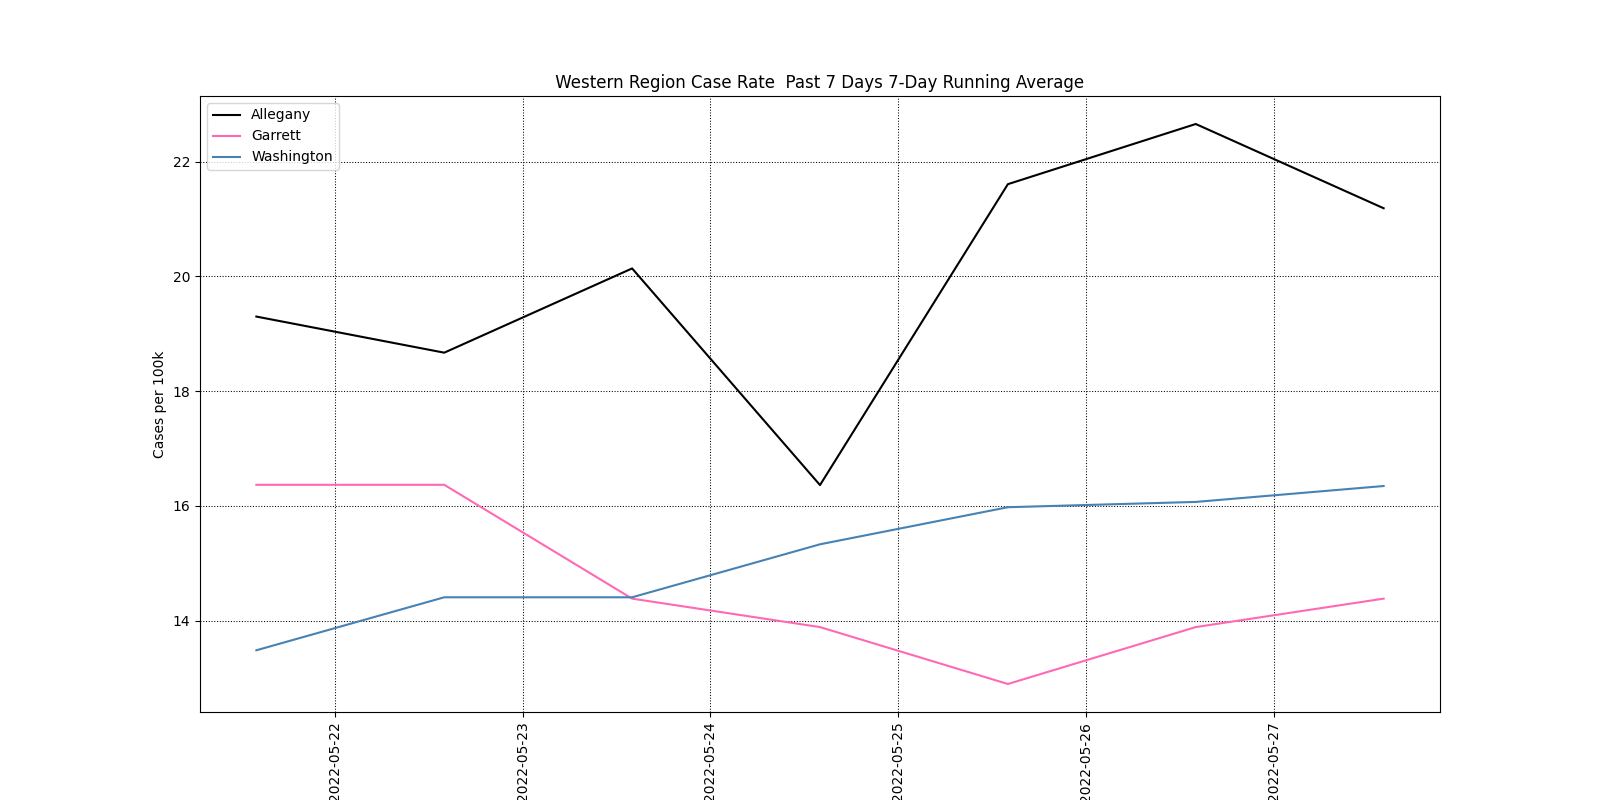 Western Region Case Rate  Past 7 Days 7-Day Running Average
Allegany
Garrett
Washington
22
20
18
16
14
Cases per 100k
2022-05-22
2022-05-23
2022-05-24
2022-05-25
2022-05-26
2022-05-27